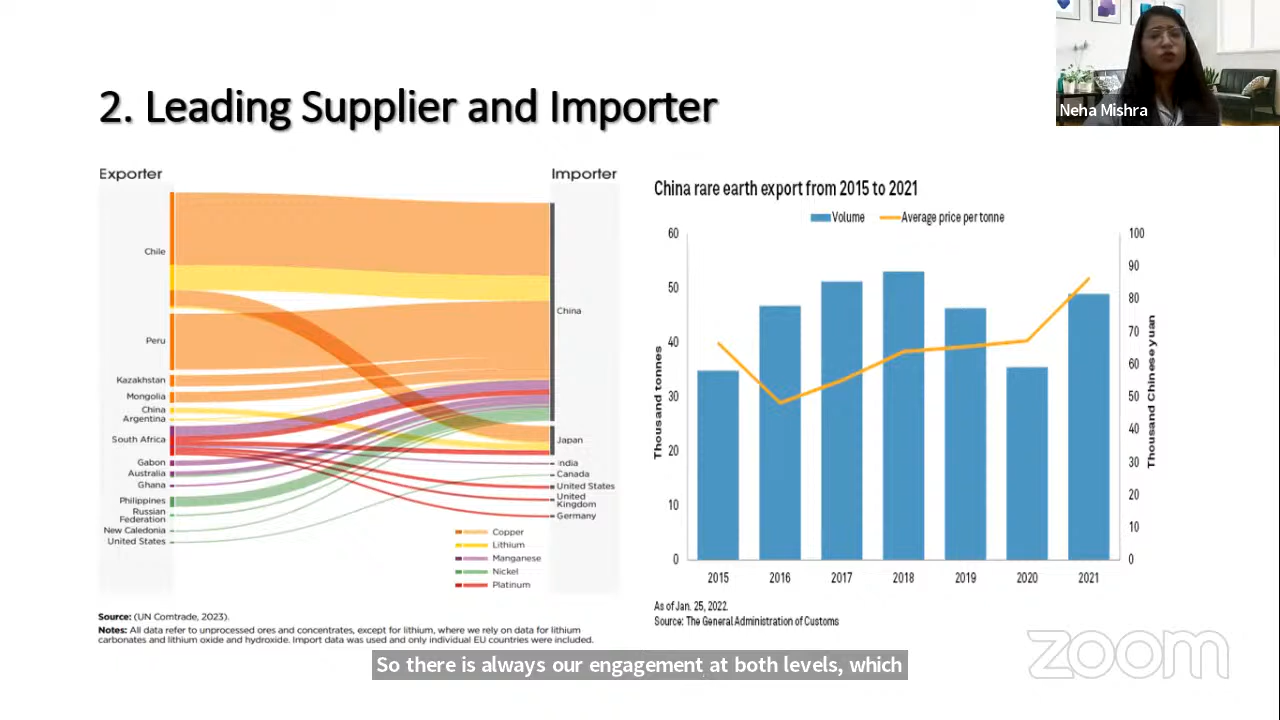 Neha Mishra
2. Leading Supplier and Importer
Exporter
Importer
Chile
Peru
Kazakhstan
Mongolia
China
Argentina
South Africa
Gabon
Australia
Ghana
Philippines
Russian
Federation
New Caledonia
United States
China
Japan
India
Canada
United States
United
Kingdom
Germany
Copper
Lithium
Manganese
Nickel
Platinum
Source: (UN Comtrade, 2023).
Notes: All data refer to unprocessed ores and concentrates, except for lithium, where we rely on data for lithium
carbonates and lithium oxide and hydroxide. Import data was used and only individual EU countries were included.
China rare earth export from 2015 to 2021
Volume
Average price per tonne
Thousand tonnes
60
50
40
30
20
10
0
100
90
80
70
60
50
40
30
20
10
0
Thousand Chinese yuan
2015 2016 2017 2018 2019 2020 2021
As of Jan. 25, 2022.
Source: The General Administration of Customs
So there is always our engagement at both levels, which
zoom